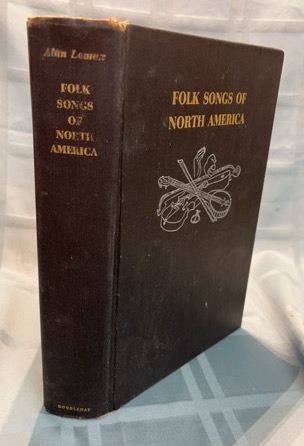 Alan Lomax
FOLK
SONGS
OF
NORTH
AMERICA
DOUBLEDAY
FOLK SONGS OF
NORTH AMERICA